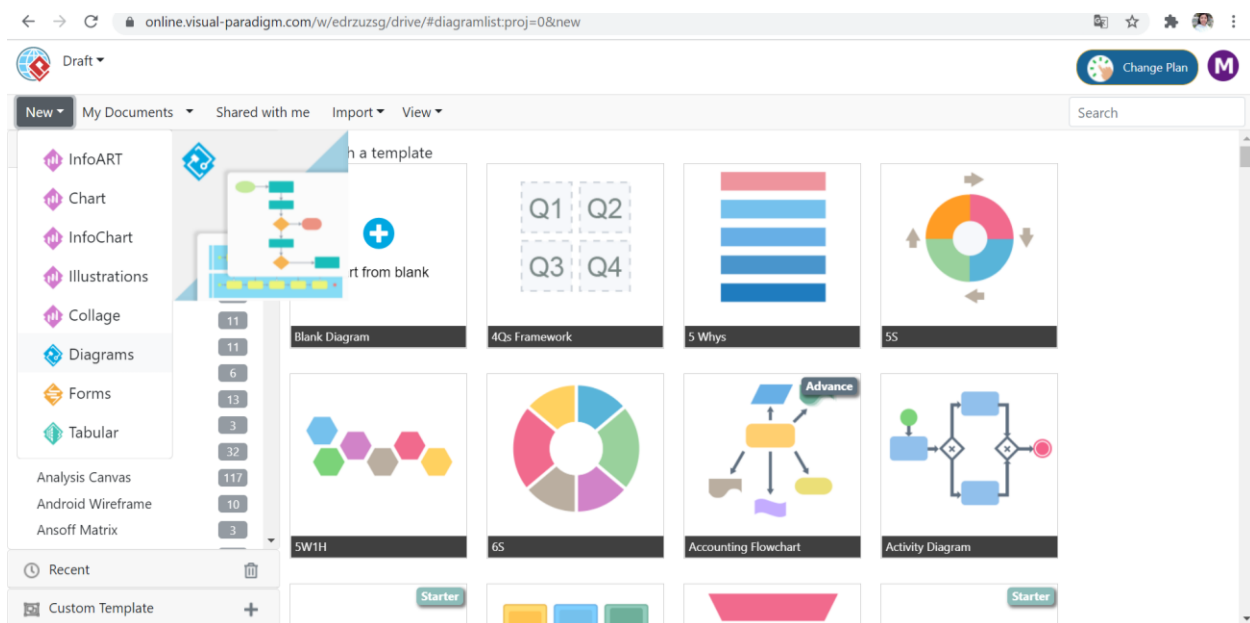 online.visual-paradigm.com/w/edrzuzsg/drive/#diagramlist:proj=0&new
Draft
Change Plan
M
New
My Documents
Shared with me
Import
View
Search
InfoART
Chart
InfoChart
Illustrations
Collage
Diagrams
Forms
Tabular
11
11
6
13
3
32
Analysis Canvas 117
Android Wireframe 10
Ansoff Matrix 3
Recent
Custom Template
a template
rt from blank
Blank Diagram
Q1 Q2
Q3 Q4
4Qs Framework
5 Whys
5S
5W1H
6S
Advance
Accounting Flowchart
Activity Diagram
Starter
Starter